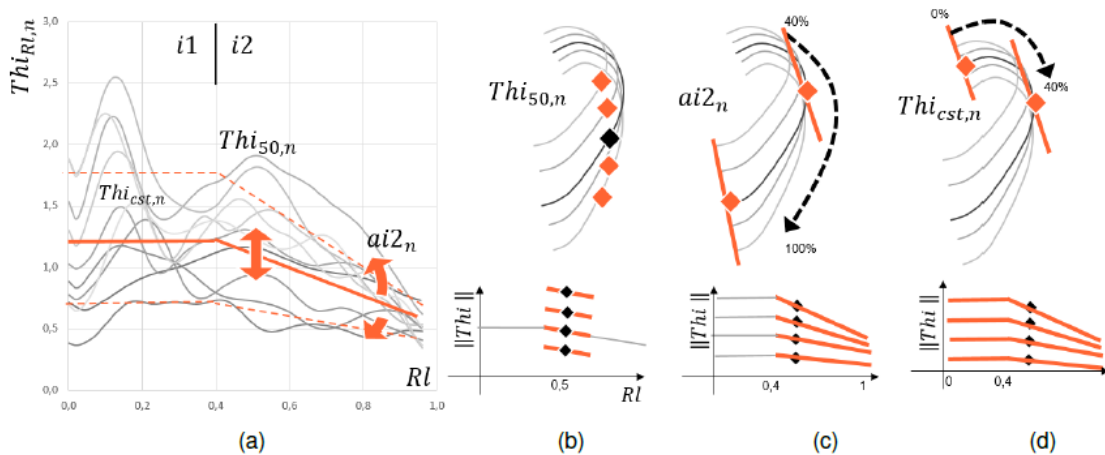 Thi_{Rl,n}
3,0
2,5
2,0
1,5
1,0
0,5
0,0
i1 i2
Thi_{50,n}
Thi_{cst,n}
ai2_n
Rl
0,0 0,2 0,4 0,6 0,8 1,0
(a)
Thi_{50,n}
||Thi||
0,5
Rl
(b)
40%
ai2_n
100%
||Thi||
0,4 1
(c)
0%
40%
Thi_{cst,n}
||Thi||
0 0,4
(d)